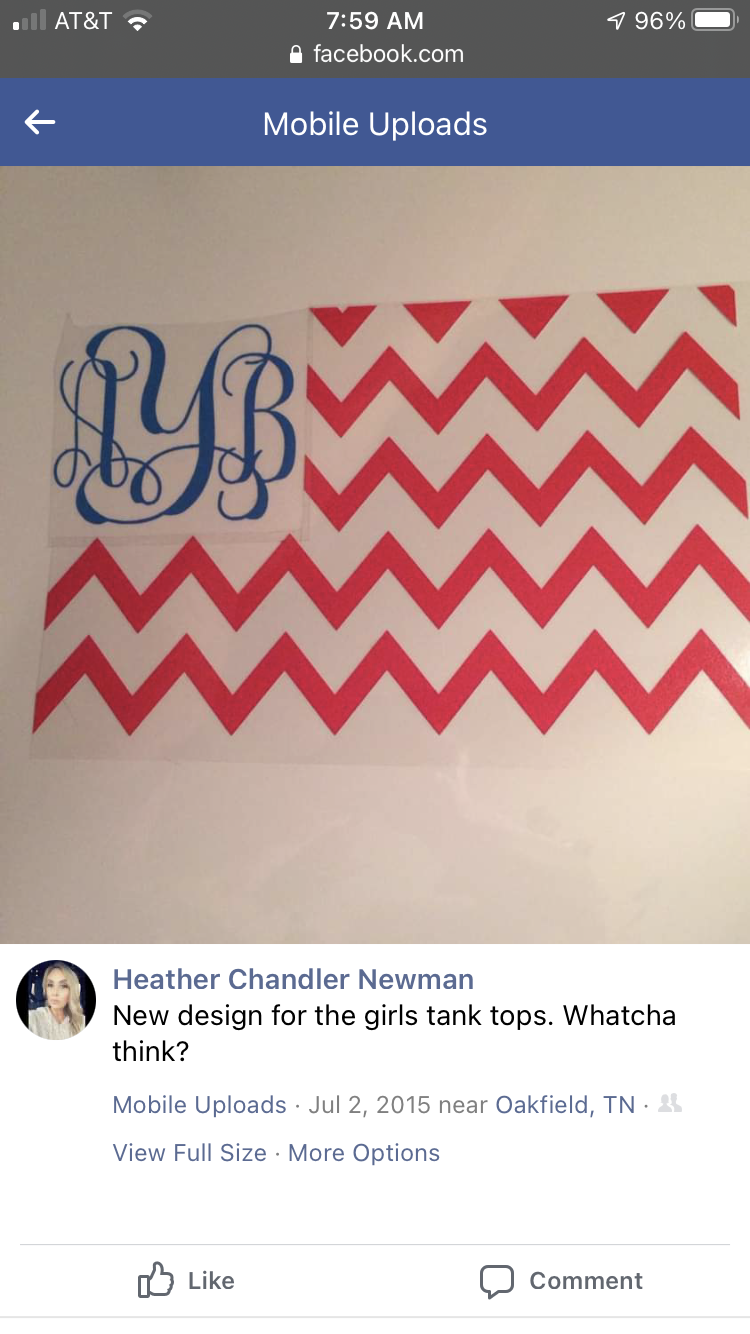 AT&T 7:59 AM 96%
facebook.com
Mobile Uploads
AYB
Heather Chandler Newman
New design for the girls tank tops. Whatcha
think?
Mobile Uploads · Jul 2, 2015 near Oakfield, TN ·
View Full Size · More Options
Like Comment